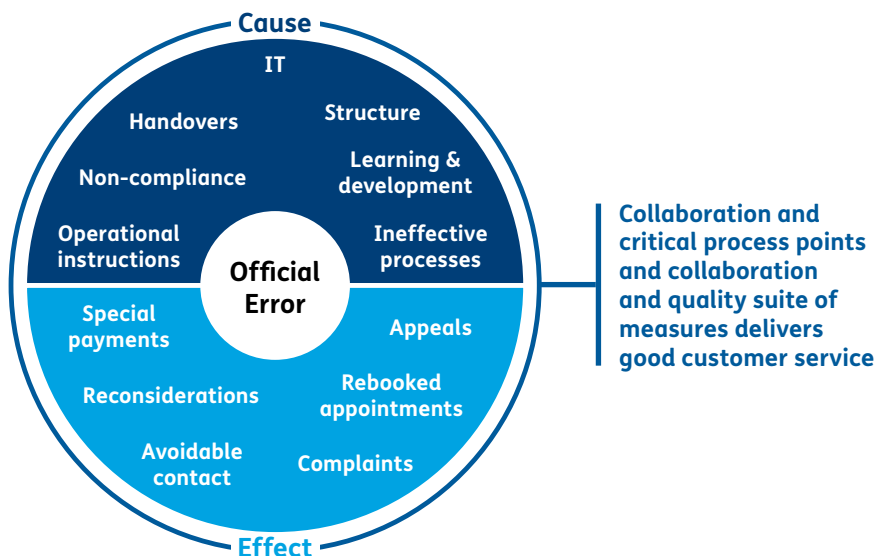 Cause
IT
Handovers
Structure
Non-compliance
Learning &
development
Operational
instructions
Ineffective
processes
Official
Error
Special
payments
Appeals
Reconsiderations
Rebooked
appointments
Avoidable
contact
Complaints
Effect
Collaboration and
critical process points
and collaboration
and quality suite of
measures delivers
good customer service